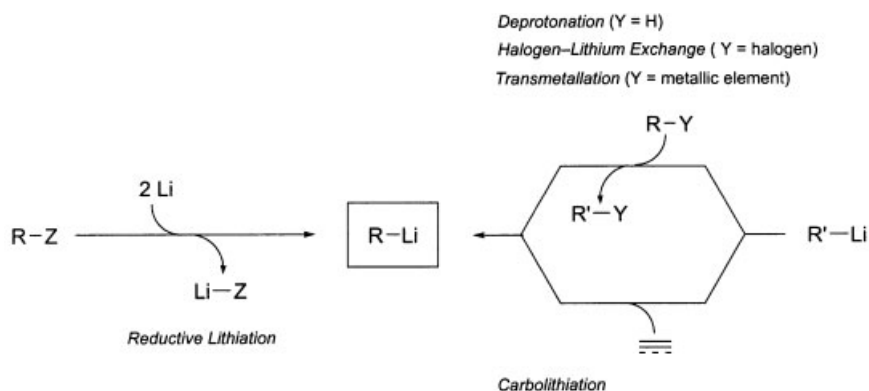 Deprotonation (Y = H)
Halogen–Lithium Exchange ( Y = halogen)
Transmetallation (Y = metallic element)
R–Y
2 Li
R'–Y
R–Z
R–Li
R'–Li
Li–Z
Reductive Lithiation
Carbolithiation